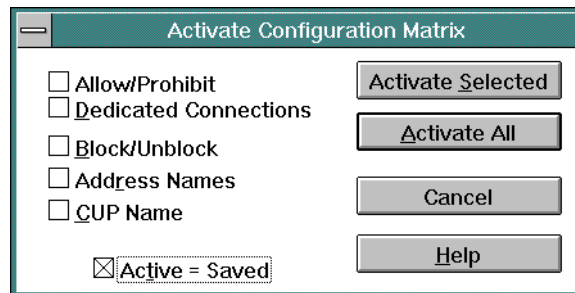 Activate Configuration Matrix
Allow/Prohibit
Dedicated Connections
Block/Unblock
Address Names
CUP Name
Active = Saved
Activate Selected
Activate All
Cancel
Help